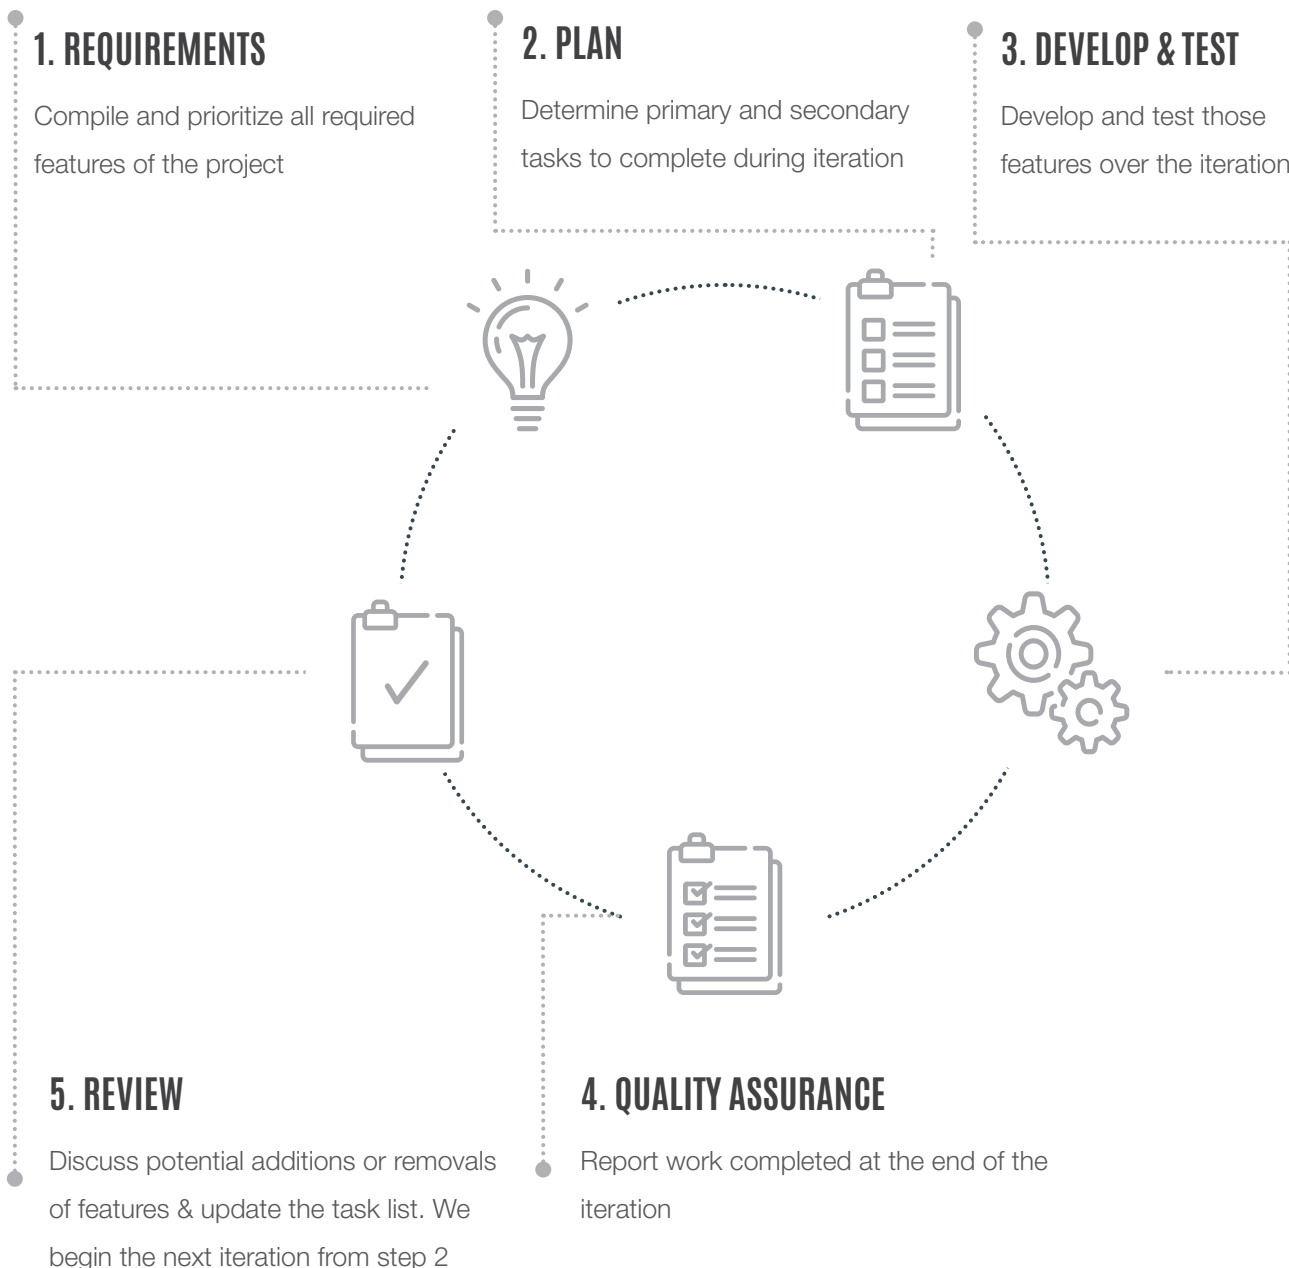 1. REQUIREMENTS
Compile and prioritize all required
features of the project
2. PLAN
Determine primary and secondary
tasks to complete during iteration
3. DEVELOP & TEST
Develop and test those
features over the iteration
5. REVIEW
Discuss potential additions or removals
of features & update the task list. We
begin the next iteration from step 2
4. QUALITY ASSURANCE
Report work completed at the end of the
iteration